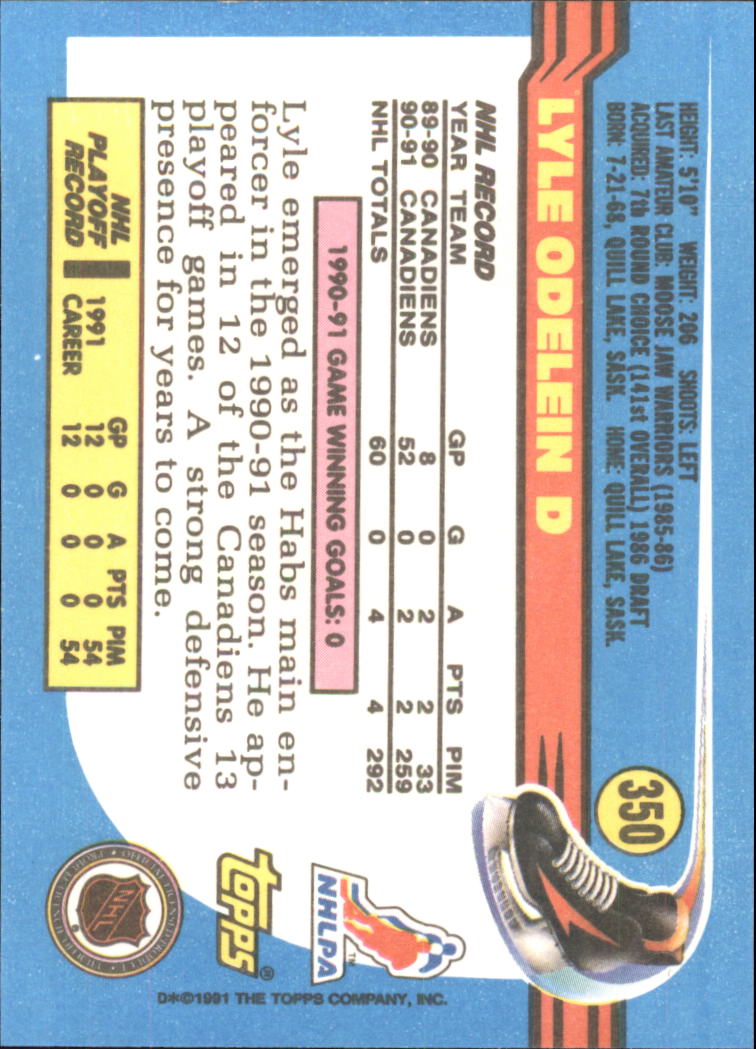 350
HEIGHT: 5'10" WEIGHT: 206 SHOOTS: LEFT
LAST AMATEUR CLUB: MOOSE JAW WARRIORS (1985-86)
ACQUIRED: 7th ROUND CHOICE (141st OVERALL) 1986 DRAFT
BORN: 7-21-68, QUILL LAKE, SASK. HOME: QUILL LAKE, SASK.
LYLE ODELEIN D
NHL RECORD
YEAR TEAM GP G A PTS PIM
89-90 CANADIENS 8 0 2 2 33
90-91 CANADIENS 52 0 2 2 259
NHL TOTALS 60 0 4 4 292
1990-91 GAME WINNING GOALS: 0
Lyle emerged as the Habs main en-
forcer in the 1990-91 season. He ap-
peared in 12 of the Canadiens 13
playoff games. A strong defensive
presence for years to come.
NHL PLAYOFF RECORD
GP G A PTS PIM
1991 12 0 0 0 54
CAREER 12 0 0 0 54
NHLPA™
TOPPS®
NHL
®
D*©1991 THE TOPPS COMPANY, INC.